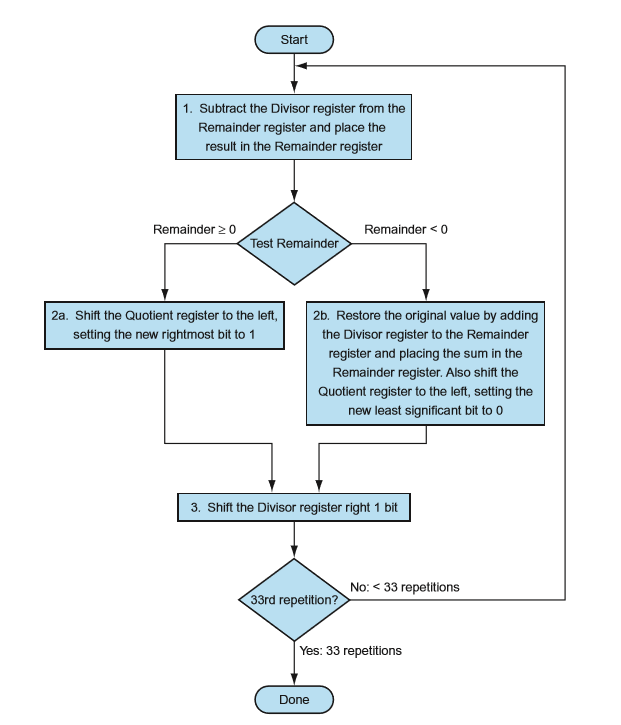 Start
1. Subtract the Divisor register from the
Remainder register and place the
result in the Remainder register
Test Remainder
Remainder ≥ 0
Remainder < 0
2a. Shift the Quotient register to the left,
setting the new rightmost bit to 1
2b. Restore the original value by adding
the Divisor register to the Remainder
register and placing the sum in the
Remainder register. Also shift the
Quotient register to the left, setting the
new least significant bit to 0
3. Shift the Divisor register right 1 bit
33rd repetition?
No: < 33 repetitions
Yes: 33 repetitions
Done